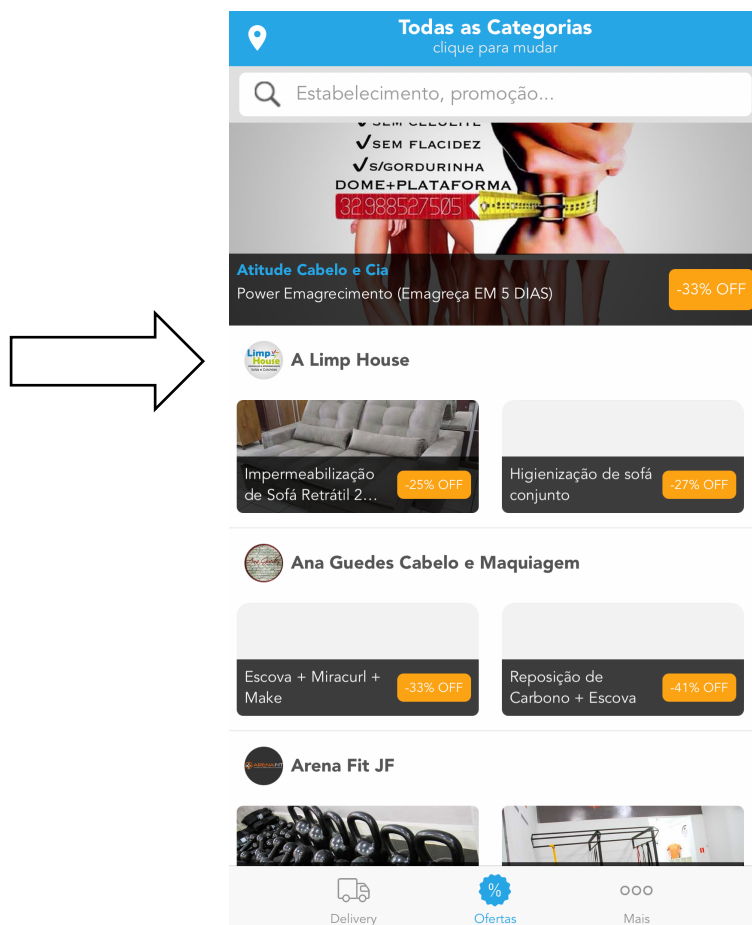 Todas as Categorias
clique para mudar
Estabelecimento, promoção...
✓SEM CELULITE
✓SEM FLACIDEZ
✓S/GORDURINHA
DOME+PLATAFORMA
32.988527505
Atitude Cabelo e Cia
Power Emagrecimento (Emagreça EM 5 DIAS)
-33% OFF
Limp
House
A Limp House
Impermeabilização
de Sofá Retrátil 2...
-25% OFF
Higienização de sofá
conjunto
-27% OFF
Ana Guedes
Ana Guedes Cabelo e Maquiagem
Escova + Miracurl +
Make
-33% OFF
Reposição de
Carbono + Escova
-41% OFF
ARENAFIT
Arena Fit JF
%
Delivery
Ofertas
Mais